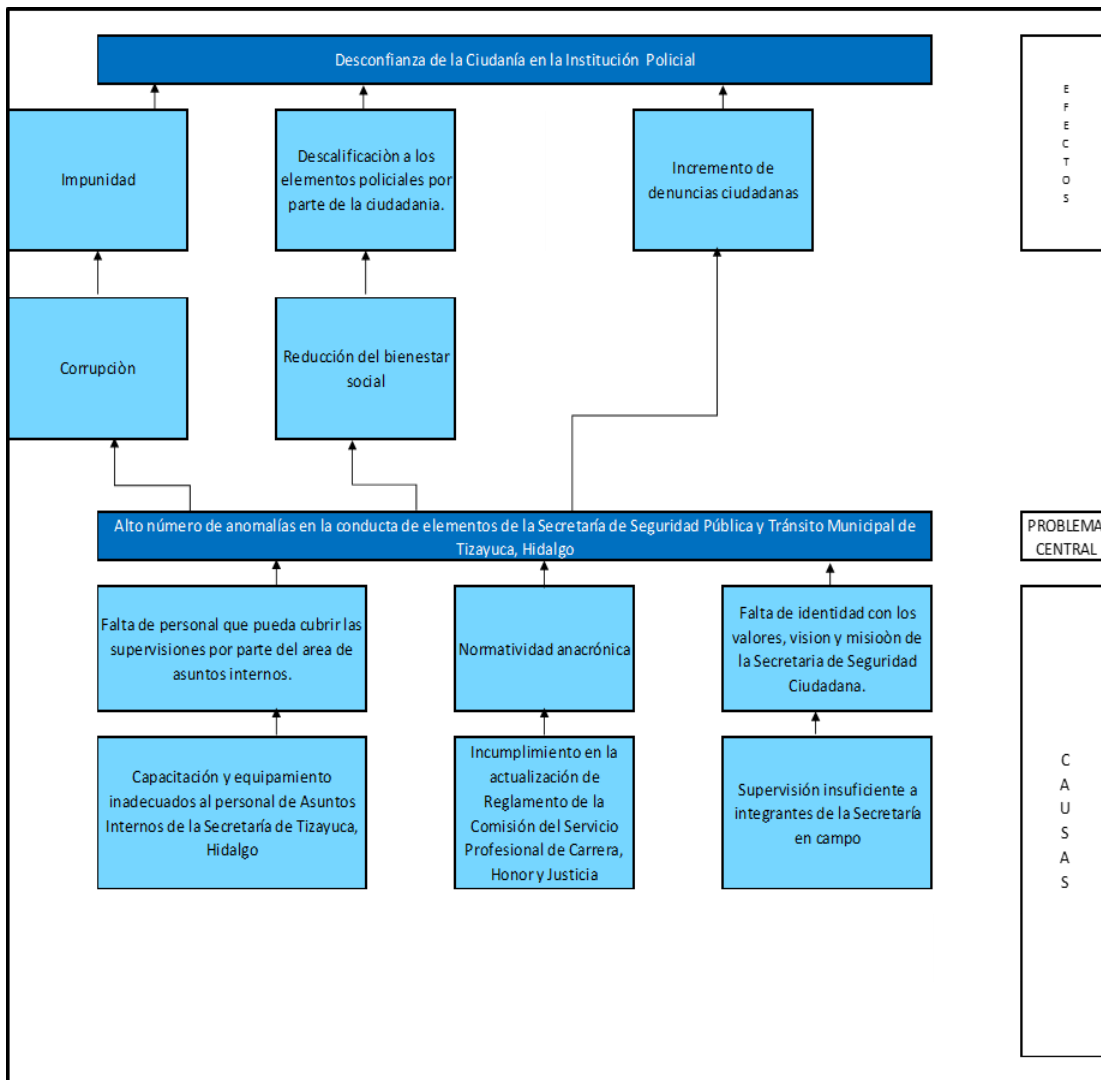 Desconfianza de la Ciudanía en la Institución Policial
Impunidad
Descalificaciòn a los
elementos policiales por
parte de la ciudadania.
Incremento de
denuncias ciudadanas
E
F
E
C
T
O
S
Corrupciòn
Reducción del bienestar
social
Alto número de anomalías en la conducta de elementos de la Secretaría de Seguridad Pública y Tránsito Municipal de
Tizayuca, Hidalgo
PROBLEMA
CENTRAL
Falta de personal que pueda cubrir las
supervisiones por parte del area de
asuntos internos.
Normatividad anacrónica
Falta de identidad con los
valores, vision y misioòn de
la Secretaria de Seguridad
Ciudadana.
Capacitación y equipamiento
inadecuados al personal de Asuntos
Internos de la Secretaría de Tizayuca,
Hidalgo
Incumplimiento en la
actualización de
Reglamento de la
Comisión del Servicio
Profesional de Carrera,
Honor y Justicia
Supervisión insuficiente a
integrantes de la Secretaría
en campo
C
A
U
S
A
S